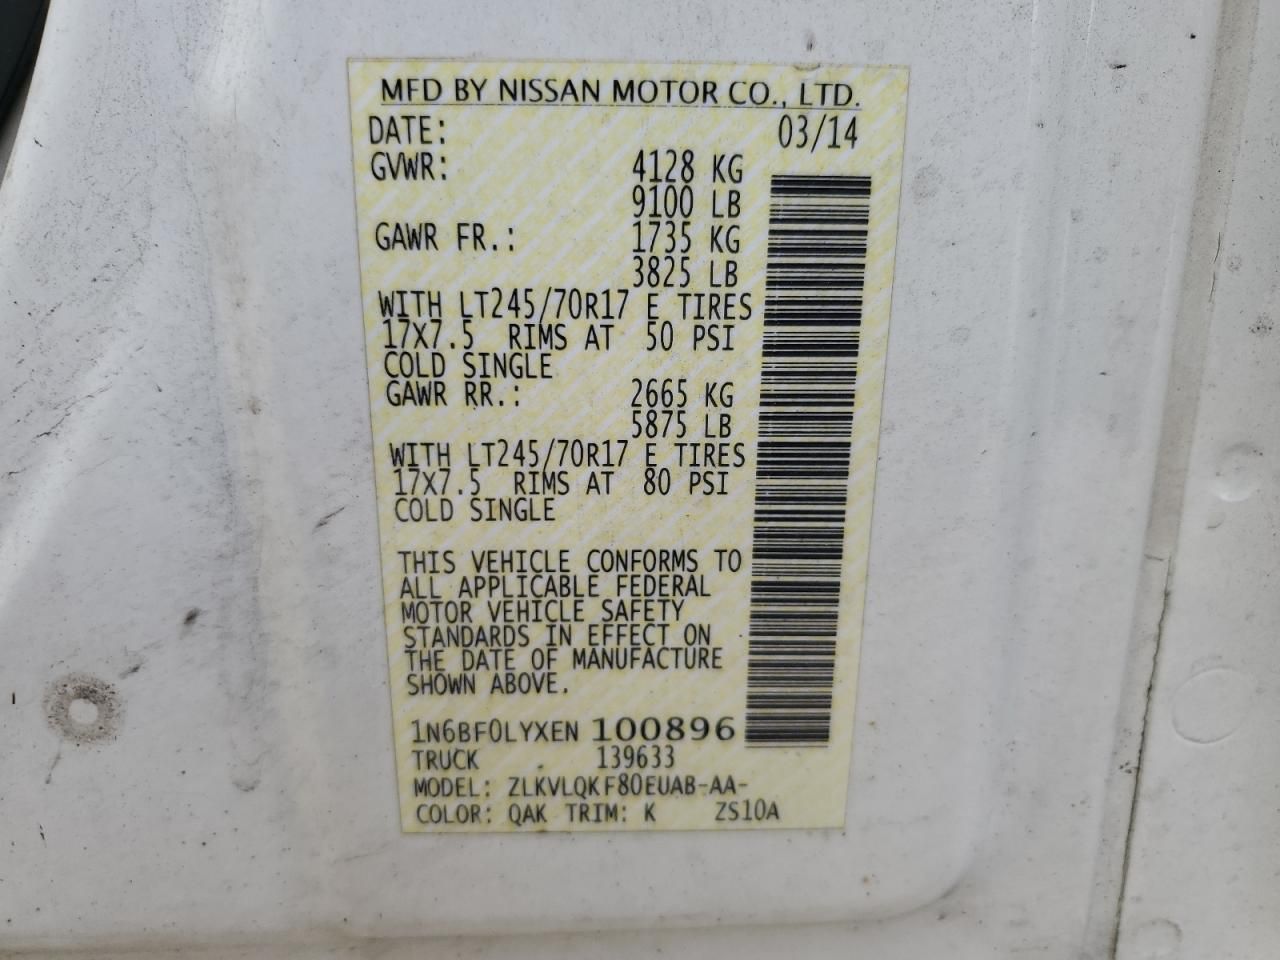 MFD BY NISSAN MOTOR CO., LTD.
DATE: 03/14
GVWR: 4128 KG
9100 LB
GAWR FR.: 1735 KG
3825 LB
WITH LT245/70R17 E TIRES
17X7.5 RIMS AT 50 PSI
COLD SINGLE
GAWR RR.: 2665 KG
5875 LB
WITH LT245/70R17 E TIRES
17X7.5 RIMS AT 80 PSI
COLD SINGLE
THIS VEHICLE CONFORMS TO
ALL APPLICABLE FEDERAL
MOTOR VEHICLE SAFETY
STANDARDS IN EFFECT ON
THE DATE OF MANUFACTURE
SHOWN ABOVE.
1N6BF0LYXEN 100896
TRUCK 139633
MODEL: ZLKVLQKF80EUAB-AA-
COLOR: QAK TRIM: K ZS10A